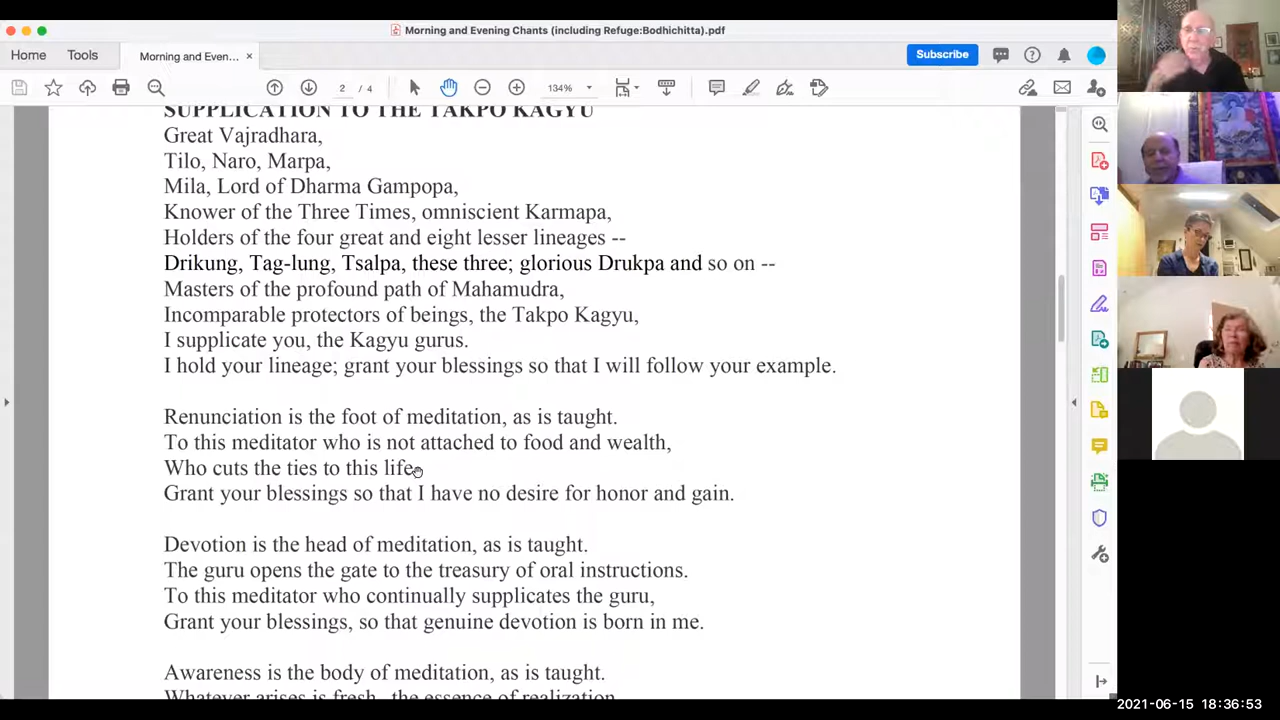 Morning and Evening Chants (including Refuge:Bodhichitta).pdf
Home
Tools
Morning and Even...
×
Subscribe
2 / 4
134%
SUPPLICATION TO THE TAKPO KAGYU
Great Vajradhara,
Tilo, Naro, Marpa,
Mila, Lord of Dharma Gampopa,
Knower of the Three Times, omniscient Karmapa,
Holders of the four great and eight lesser lineages --
Drikung, Tag-lung, Tsalpa, these three; glorious Drukpa and so on --
Masters of the profound path of Mahamudra,
Incomparable protectors of beings, the Takpo Kagyu,
I supplicate you, the Kagyu gurus.
I hold your lineage; grant your blessings so that I will follow your example.
Renunciation is the foot of meditation, as is taught.
To this meditator who is not attached to food and wealth,
Who cuts the ties to this life
Grant your blessings so that I have no desire for honor and gain.
Devotion is the head of meditation, as is taught.
The guru opens the gate to the treasury of oral instructions.
To this meditator who continually supplicates the guru,
Grant your blessings, so that genuine devotion is born in me.
Awareness is the body of meditation, as is taught.
Whatever arises is fresh - the essence of realization
2021-06-15 18:36:53